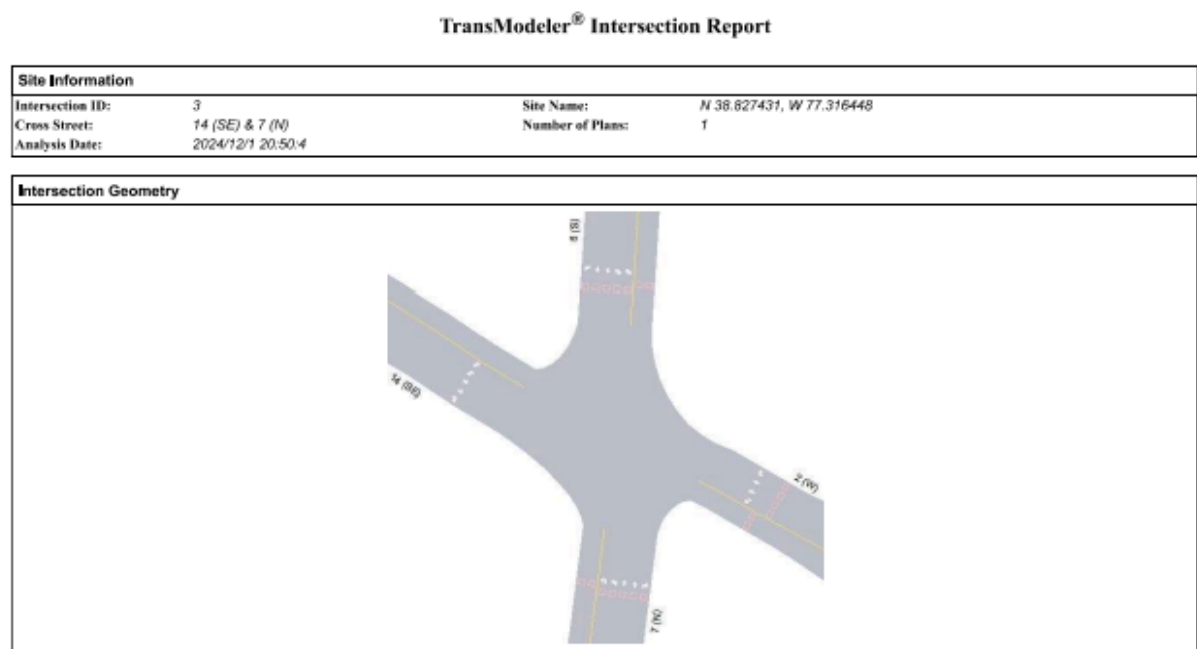 TransModeler® Intersection Report
Site Information
Intersection ID: 3 Site Name: N 38.827431, W 77.316448
Cross Street: 14 (SE) & 7 (N) Number of Plans: 1
Analysis Date: 2024/12/1 20:50:4
Intersection Geometry
6 (S)
14 (SE)
2 (W)
7 (N)